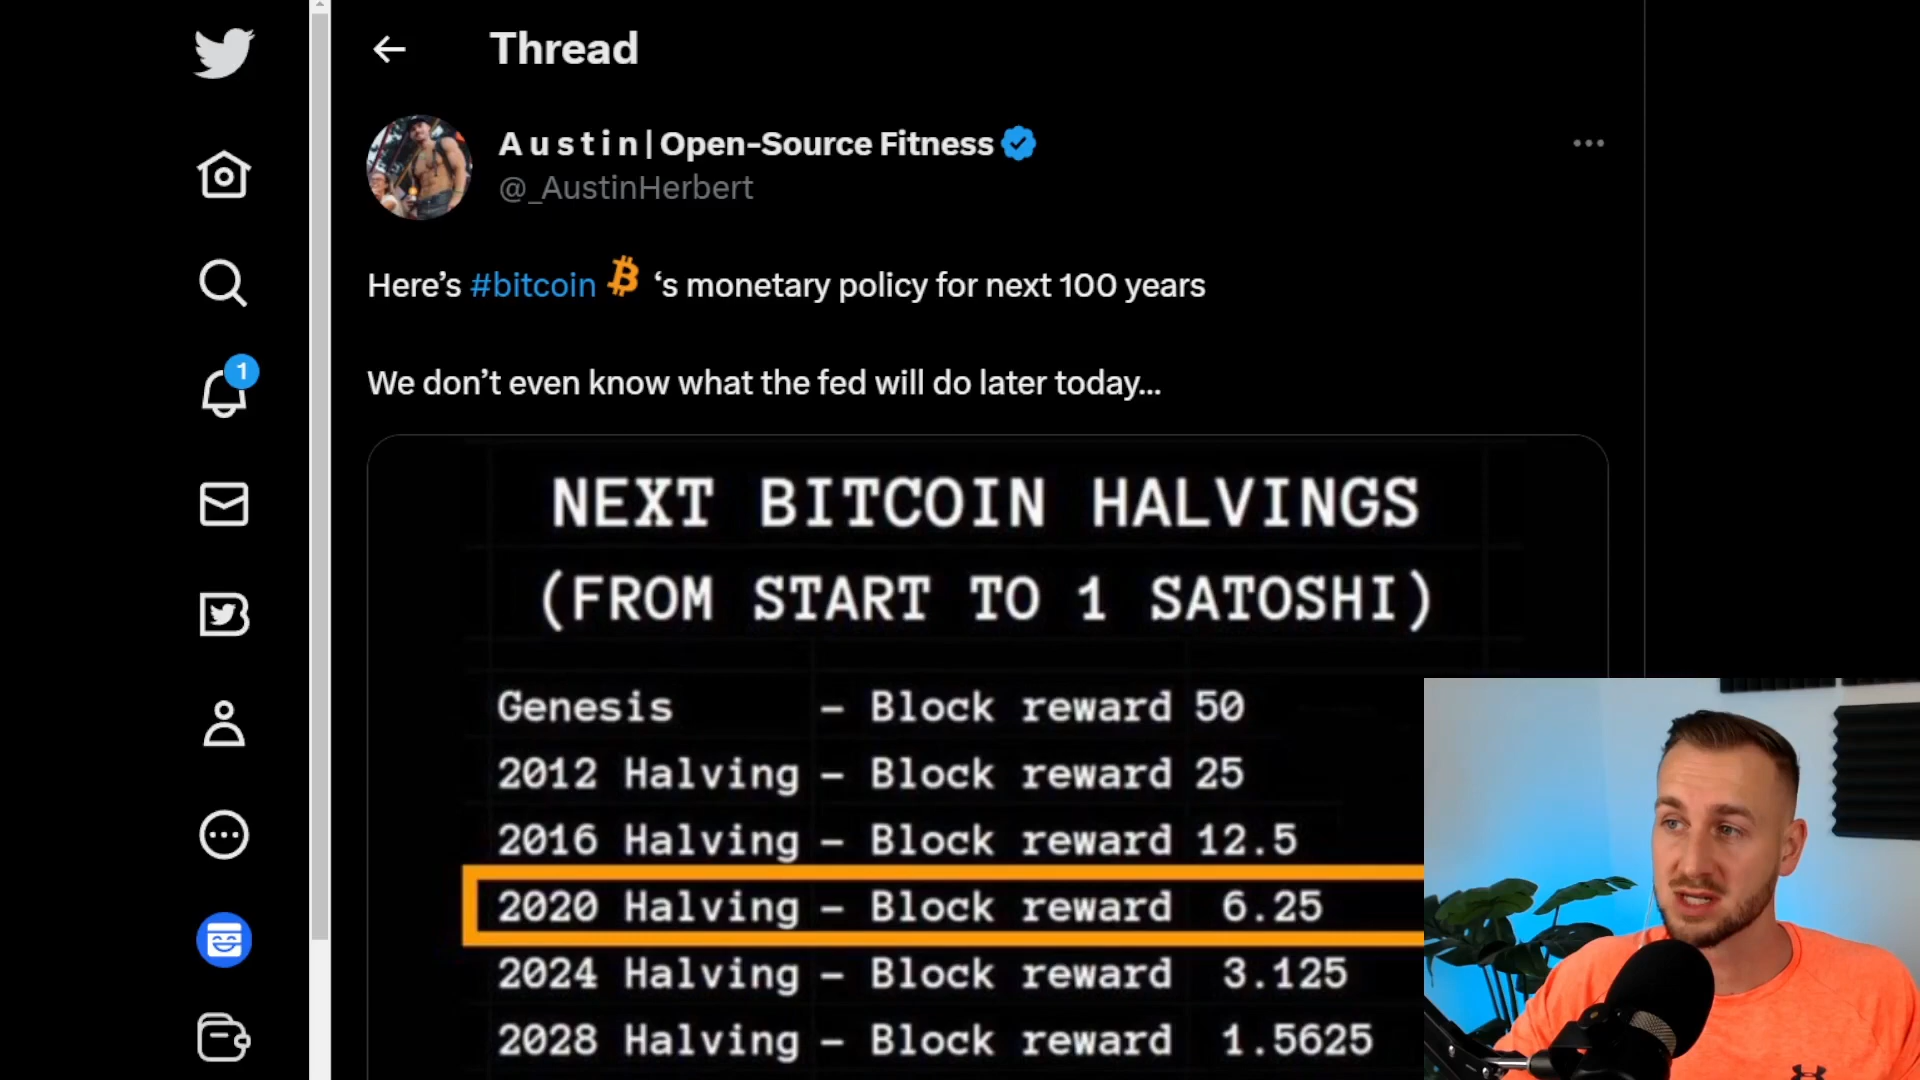 Thread
A u s t i n | Open-Source Fitness
@_AustinHerbert
Here’s #bitcoin ‘s monetary policy for next 100 years
1
We don’t even know what the fed will do later today...
NEXT BITCOIN HALVINGS
(FROM START TO 1 SATOSHI)
Genesis – Block reward 50
2012 Halving – Block reward 25
2016 Halving – Block reward 12.5
2020 Halving – Block reward 6.25
2024 Halving – Block reward 3.125
2028 Halving – Block reward 1.5625